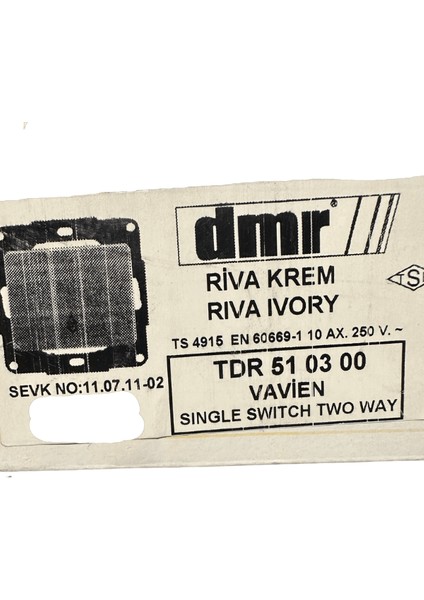 dmr®
RİVA KREM
RIVA IVORY
TS 4915 EN 60669-1 10 AX. 250 V. ~
TDR 51 03 00
VAVİEN
SINGLE SWITCH TWO WAY
SEVK NO:11.07.11-02